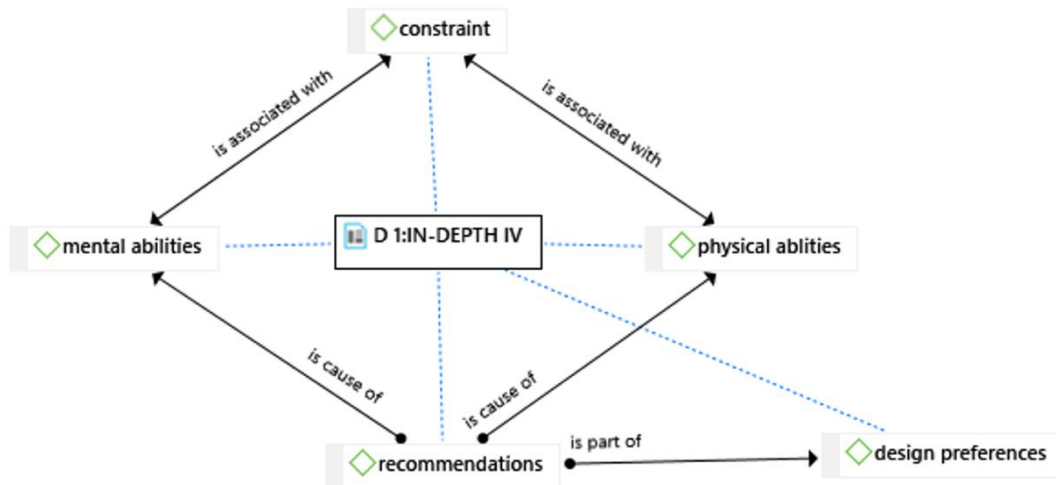 constraint
is associated with
is associated with
mental abilities
D 1:IN-DEPTH IV
physical ablities
is cause of
is cause of
is part of
recommendations
design preferences